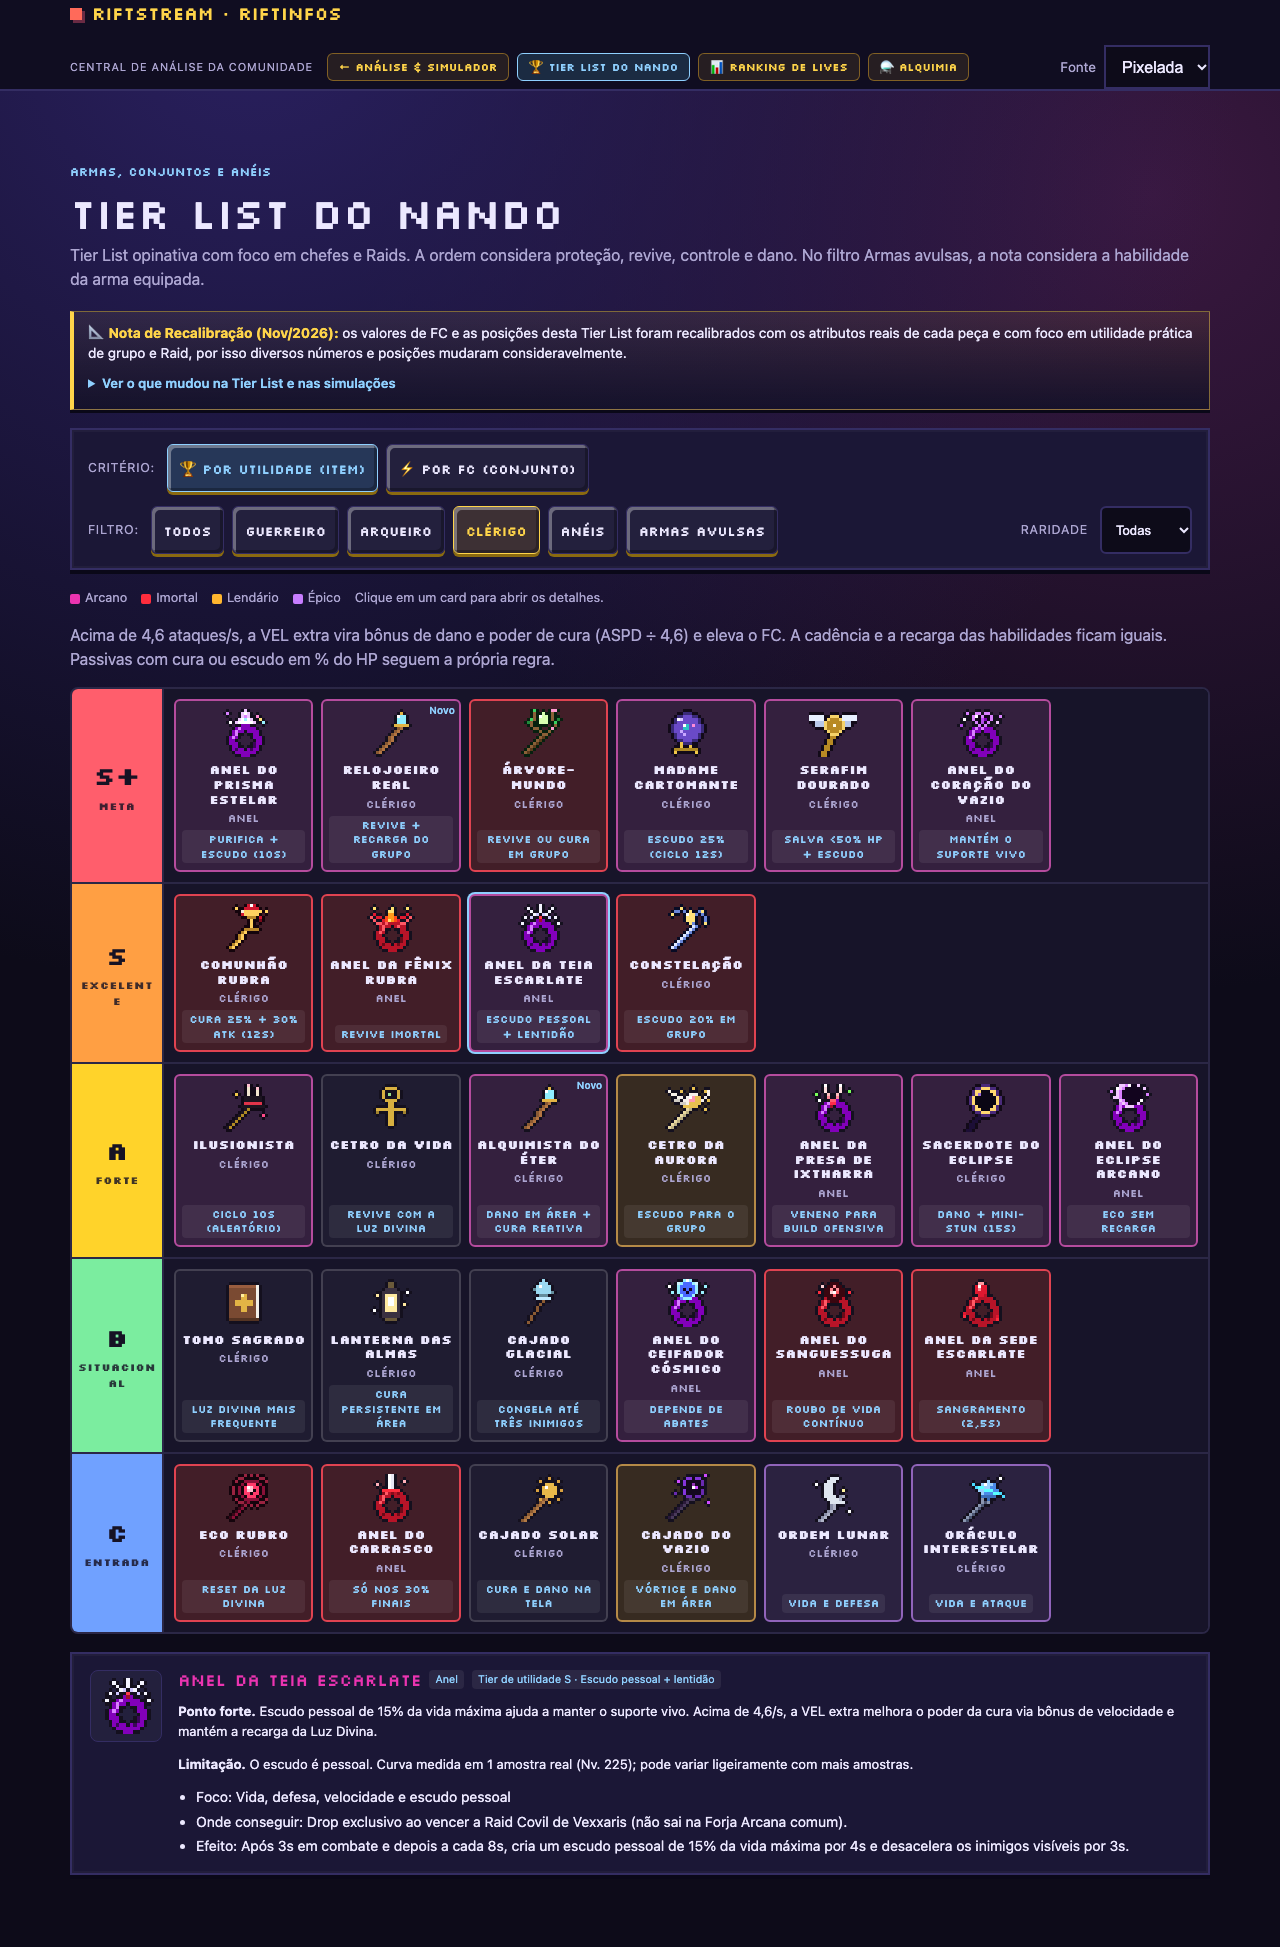 RIFTSTREAM · RIFTINFOS
CENTRAL DE ANÁLISE DA COMUNIDADE
← ANÁLISE & SIMULADOR
🏆 TIER LIST DO NANDO
📊 RANKING DE LIVES
ALQUIMIA
Fonte
Pixelada
ARMAS, CONJUNTOS E ANÉIS
TIER LIST DO NANDO
Tier List opinativa com foco em chefes e Raids. A ordem considera proteção, revive, controle e dano. No filtro Armas avulsas, a nota considera a habilidade
da arma equipada.
📐 Nota de Recalibração (Nov/2026): os valores de FC e as posições desta Tier List foram recalibrados com os atributos reais de cada peça e com foco em utilidade prática
de grupo e Raid, por isso diversos números e posições mudaram consideravelmente.
▶ Ver o que mudou na Tier List e nas simulações
CRITÉRIO:
🏆 POR UTILIDADE (ITEM)
⚡ POR FC (CONJUNTO)
FILTRO:
TODOS
GUERREIRO
ARQUEIRO
CLÉRIGO
ANÉIS
ARMAS AVULSAS
RARIDADE
Todas
Arcano
Imortal
Lendário
Épico
Clique em um card para abrir os detalhes.
Acima de 4,6 ataques/s, a VEL extra vira bônus de dano e poder de cura (ASPD ÷ 4,6) e eleva o FC. A cadência e a recarga das habilidades ficam iguais.
Passivas com cura ou escudo em % do HP seguem a própria regra.
S+
META
ANEL DO
PRISMA
ESTELAR
ANEL
PURIFICA +
ESCUDO (10S)
Novo
RELOJOEIRO
REAL
CLÉRIGO
REVIVE +
RECARGA DO
GRUPO
ÁRVORE-
MUNDO
CLÉRIGO
REVIVE OU CURA
EM GRUPO
MADAME
CARTOMANTE
CLÉRIGO
ESCUDO 25%
(CICLO 12S)
SERAFIM
DOURADO
CLÉRIGO
SALVA <50% HP
+ ESCUDO
ANEL DO
CORAÇÃO DO
VAZIO
ANEL
MANTÉM O
SUPORTE VIVO
S
EXCELENT
E
COMUNHÃO
RUBRA
CLÉRIGO
CURA 25% + 30%
ATK (12S)
ANEL DA FÊNIX
RUBRA
ANEL
REVIVE IMORTAL
ANEL DA TEIA
ESCARLATE
ANEL
ESCUDO PESSOAL
+ LENTIDÃO
CONSTELAÇÃO
CLÉRIGO
ESCUDO 20% EM
GRUPO
A
FORTE
ILUSIONISTA
CLÉRIGO
CICLO 10S
(ALEATÓRIO)
CETRO DA VIDA
CLÉRIGO
REVIVE COM A
LUZ DIVINA
Novo
ALQUIMISTA DO
ÉTER
CLÉRIGO
DANO EM ÁREA +
CURA REATIVA
CETRO DA
AURORA
CLÉRIGO
ESCUDO PARA O
GRUPO
ANEL DA
PRESA DE
IXTHARRA
ANEL
VENENO PARA
BUILD OFENSIVA
SACERDOTE DO
ECLIPSE
CLÉRIGO
DANO + MINI-
STUN (15S)
ANEL DO
ECLIPSE
ARCANO
ANEL
ECO SEM
RECARGA
B
SITUACION
AL
TOMO SAGRADO
CLÉRIGO
LUZ DIVINA MAIS
FREQUENTE
LANTERNA DAS
ALMAS
CLÉRIGO
CURA
PERSISTENTE EM
ÁREA
CAJADO
GLACIAL
CLÉRIGO
CONGELA ATÉ
TRÊS INIMIGOS
ANEL DO
CEIFADOR
CÓSMICO
ANEL
DEPENDE DE
ABATES
ANEL DO
SANGUESSUGA
ANEL
ROUBO DE VIDA
CONTÍNUO
ANEL DA SEDE
ESCARLATE
ANEL
SANGRAMENTO
(2,5S)
C
ENTRADA
ECO RUBRO
CLÉRIGO
RESET DA LUZ
DIVINA
ANEL DO
CARRASCO
ANEL
SÓ NOS 30%
FINAIS
CAJADO SOLAR
CLÉRIGO
CURA E DANO NA
TELA
CAJADO DO
VAZIO
CLÉRIGO
VÓRTICE E DANO
EM ÁREA
ORDEM LUNAR
CLÉRIGO
VIDA E DEFESA
ORÁCULO
INTERESTELAR
CLÉRIGO
VIDA E ATAQUE
ANEL DA TEIA ESCARLATE
Anel
Tier de utilidade S · Escudo pessoal + lentidão
Ponto forte. Escudo pessoal de 15% da vida máxima ajuda a manter o suporte vivo. Acima de 4,6/s, a VEL extra melhora o poder da cura via bônus de velocidade e
mantém a recarga da Luz Divina.
Limitação. O escudo é pessoal. Curva medida em 1 amostra real (Nv. 225); pode variar ligeiramente com mais amostras.
• Foco: Vida, defesa, velocidade e escudo pessoal
• Onde conseguir: Drop exclusivo ao vencer a Raid Covil de Vexxaris (não sai na Forja Arcana comum).
• Efeito: Após 3s em combate e depois a cada 8s, cria um escudo pessoal de 15% da vida máxima por 4s e desacelera os inimigos visíveis por 3s.